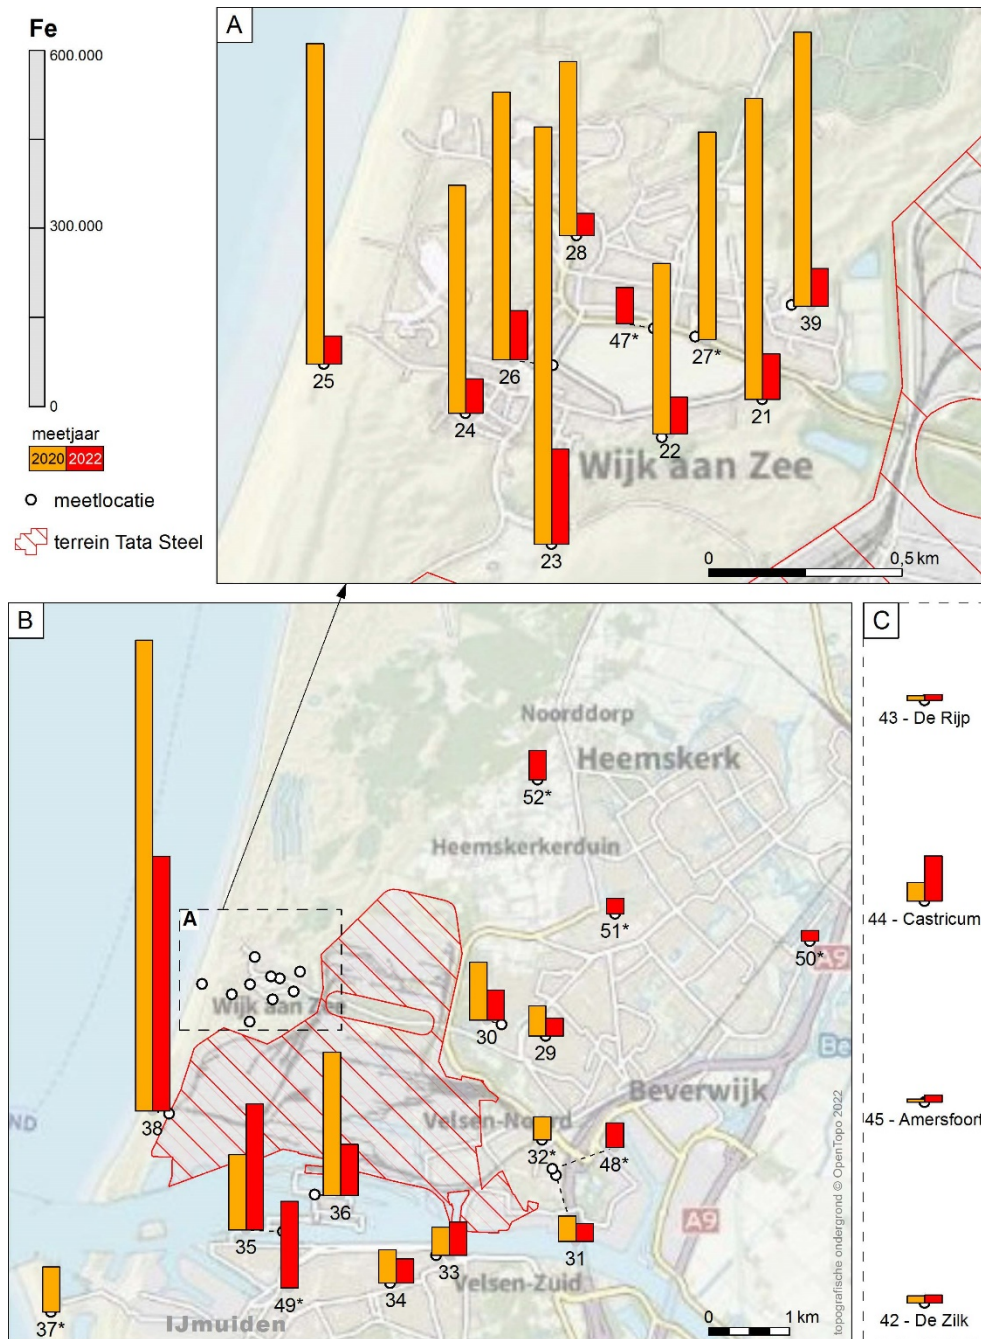 Fe
600.000
300.000
0
meetjaar
2020 2022
meetlocatie
terrein Tata Steel
A
28
47*
27*
39
25
26
24
21
22
Wijk aan Zee
23
0 0,5 km
B
Noorddorp
Heemskerk
52*
Heemskerkerduin
A
51*
50*
A9
Wijk aan Zee
30
29
Beverwijk
38
Velsen-Noord
32*
48*
36
A9
35
31
33
Velsen-Zuid
49*
34
37*
IJmuiden
0 1 km
topografische ondergrond © OpenTopo 2022
C
43 - De Rijp
44 - Castricum
45 - Amersfoort
42 - De Zilk